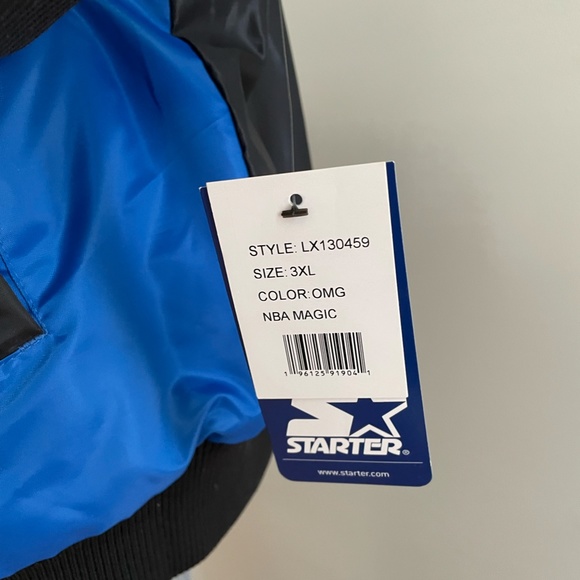 STYLE: LX130459
SIZE: 3XL
COLOR: OMG
NBA MAGIC
1 96125 91904 1
STARTER®
www.starter.com